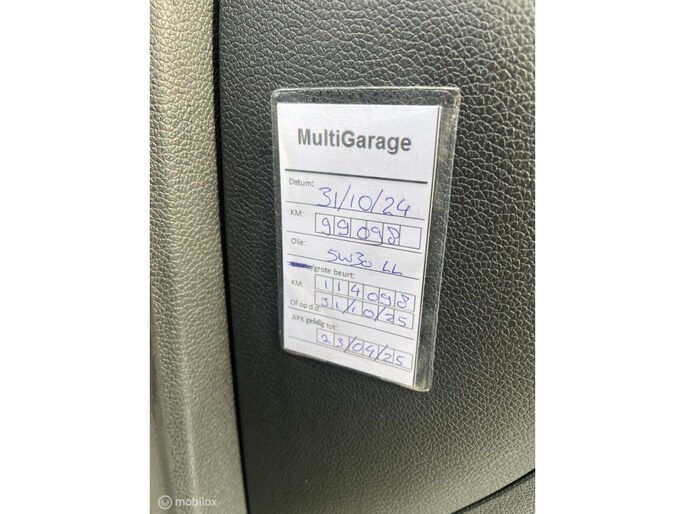 MultiGarage
Datum: 31/10/24
KM: 99098
Olie: 5W30 LL
/grote beurt:
KM: 114098
Of op d.d. 31/10/25
APK geldig tot:
23/04/25
mobilox